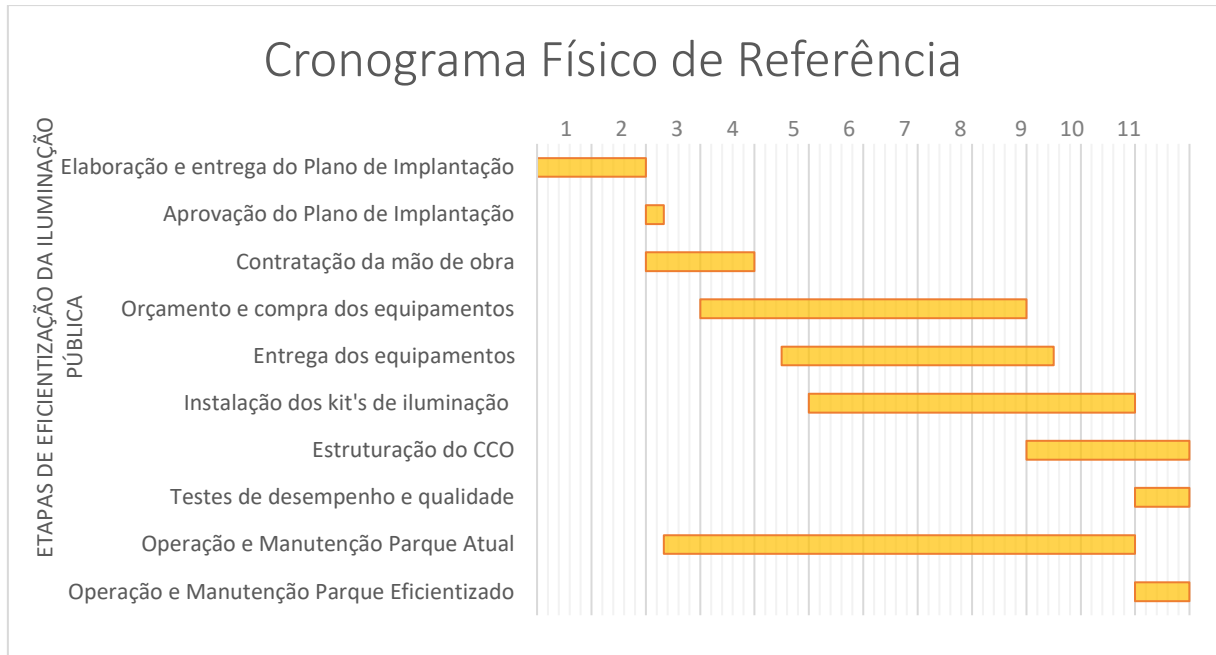 Cronograma Físico de Referência
1 2 3 4 5 6 7 8 9 10 11
ETAPAS DE EFICIENTIZAÇÃO DA ILUMINAÇÃO
PÚBLICA
Elaboração e entrega do Plano de Implantação
Aprovação do Plano de Implantação
Contratação da mão de obra
Orçamento e compra dos equipamentos
Entrega dos equipamentos
Instalação dos kit's de iluminação
Estruturação do CCO
Testes de desempenho e qualidade
Operação e Manutenção Parque Atual
Operação e Manutenção Parque Eficientizado